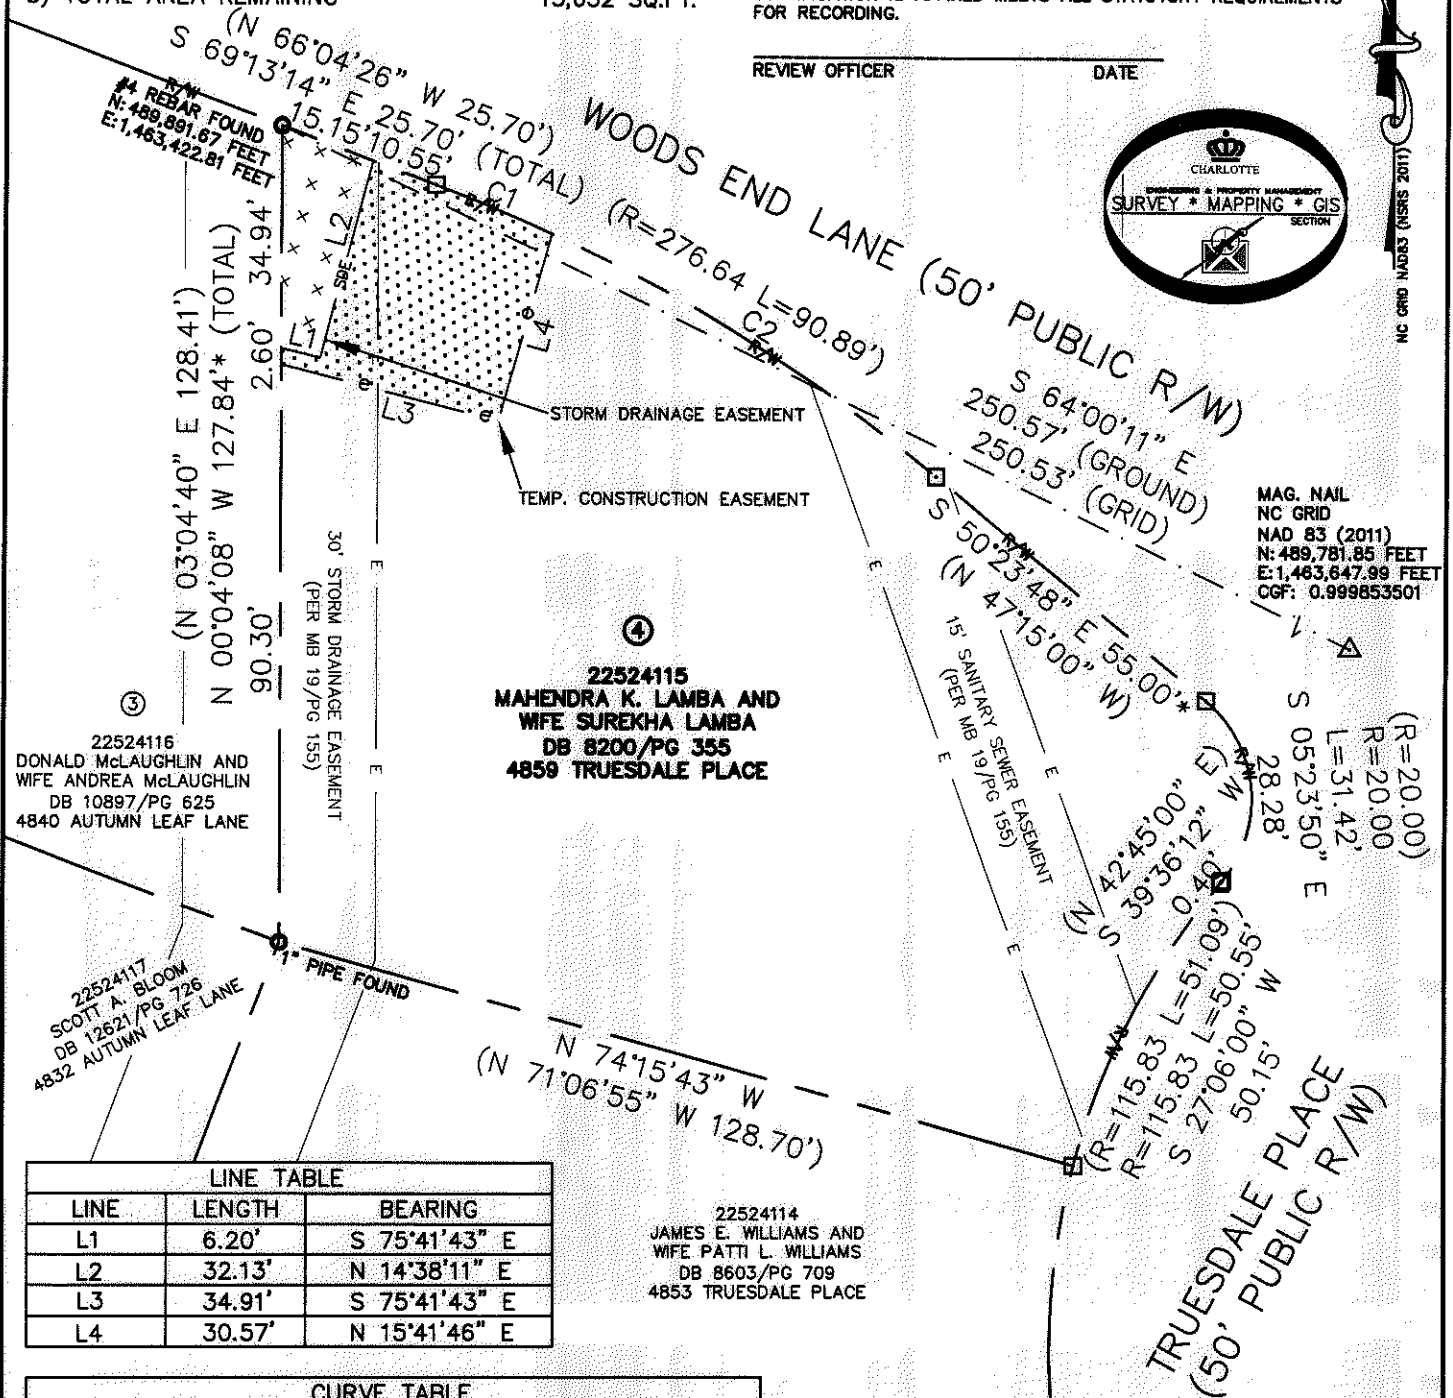 D) TOTAL AREA REMAINING
15,032 SQ.FT.
FOR RECORDING.
REVIEW OFFICER
DATE
CHARLOTTE
ENGINEERING & PROPERTY MANAGEMENT
SURVEY * MAPPING * GIS
SECTION
NC GRID NAD83 (NSRS 2011)
(N 66°04'26" W 25.70')
S 69°13'14" E 25.70' (TOTAL)
15.15'
10.55'
R/W
#4 REBAR FOUND
N: 489,891.67 FEET
E: 1,463,422.81 FEET
WOODS END LANE (50' PUBLIC R/W)
C1
R/W
(R=276.64 L=90.89')
C2
R/W
34.94'
L2
SDE
L1
2.60'
L3
L4
e
e
e
STORM DRAINAGE EASEMENT
TEMP. CONSTRUCTION EASEMENT
S 64°00'11" E
250.57' (GROUND)
250.53' (GRID)
MAG. NAIL
NC GRID
NAD 83 (2011)
N: 489,781.85 FEET
E: 1,463,647.99 FEET
CGF: 0.999853501
1
(N 03°04'40" E 128.41')
N 00°04'08" W 127.84'* (TOTAL)
90.30'
30' STORM DRAINAGE EASEMENT
(PER MB 19/PG 155)
E
E
E
E
E
E
R/W
S 50°23'48" E 55.00'*
(N 47°15'00" W)
15' SANITARY SEWER EASEMENT
(PER MB 19/PG 155)
4
22524115
MAHENDRA K. LAMBA AND
WIFE SUREKHA LAMBA
DB 8200/PG 355
4859 TRUESDALE PLACE
3
22524116
DONALD McLAUGHLIN AND
WIFE ANDREA McLAUGHLIN
DB 10897/PG 625
4840 AUTUMN LEAF LANE
(R=20.00)
R=20.00
L=31.42'
S 05°23'50" E
28.28'
R/W
(N 42°45'00" E)
S 39°36'12" W
0.40'
22524117
SCOTT A. BLOOM
DB 12621/PG 726
4832 AUTUMN LEAF LANE
1" PIPE FOUND
N 74°15'43" W
(N 71°06'55" W 128.70')
R/W
(R=115.83 L=51.09')
R=115.83 L=50.55'
S 27°06'00" W
50.15'
TRUESDALE PLACE
(50' PUBLIC R/W)
22524114
JAMES E. WILLIAMS AND
WIFE PATTI L. WILLIAMS
DB 8603/PG 709
4853 TRUESDALE PLACE
LINE TABLE
LINE LENGTH BEARING
L1 6.20' S 75°41'43" E
L2 32.13' N 14°38'11" E
L3 34.91' S 75°41'43" E
L4 30.57' N 15°41'46" E
CURVE TABLE